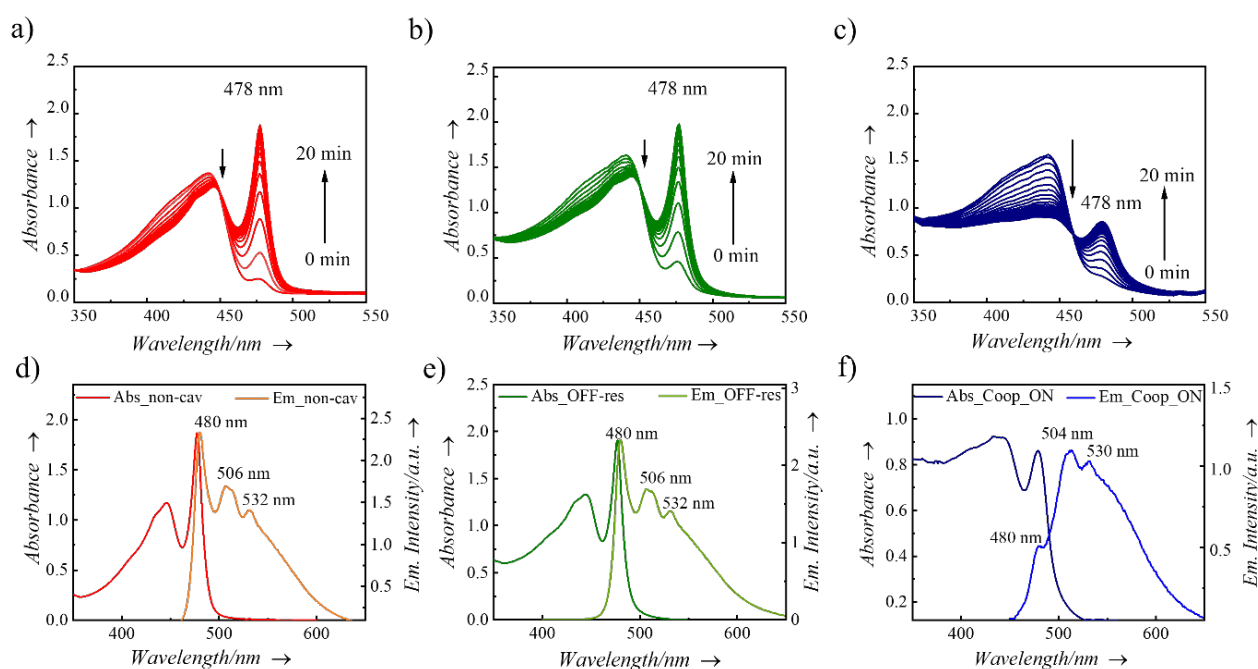 a)
2.5
2.0
1.5
1.0
0.5
0.0
Absorbance →
478 nm
20 min
0 min
350 400 450 500 550
Wavelength/nm →
b)
2.5
2.0
1.5
1.0
0.5
0.0
Absorbance →
478 nm
20 min
0 min
350 400 450 500 550
Wavelength/nm →
c)
2.5
2.0
1.5
1.0
0.5
0.0
Absorbance →
478 nm
20 min
0 min
350 400 450 500 550
Wavelength/nm →
d)
Abs_non-cav Em_non-cav
2.0
1.5
1.0
0.5
0.0
Absorbance →
480 nm
506 nm
532 nm
2.5
2.0
1.5
1.0
0.5
Em. Intensity/a.u. →
400 500 600
Wavelength/nm →
e)
Abs_OFF-res Em_OFF-res
2.5
2.0
1.5
1.0
0.5
0.0
Absorbance →
480 nm
506 nm
532 nm
3
2
1
0
Em. Intensity/a.u. →
400 500 600
Wavelength/nm →
f)
Abs_Coop_ON Em_Coop_ON
1.0
0.8
0.6
0.4
0.2
Absorbance →
504 nm
530 nm
480 nm
1.5
1.0
0.5
Em. Intensity/a.u. →
400 500 600
Wavelength/nm →